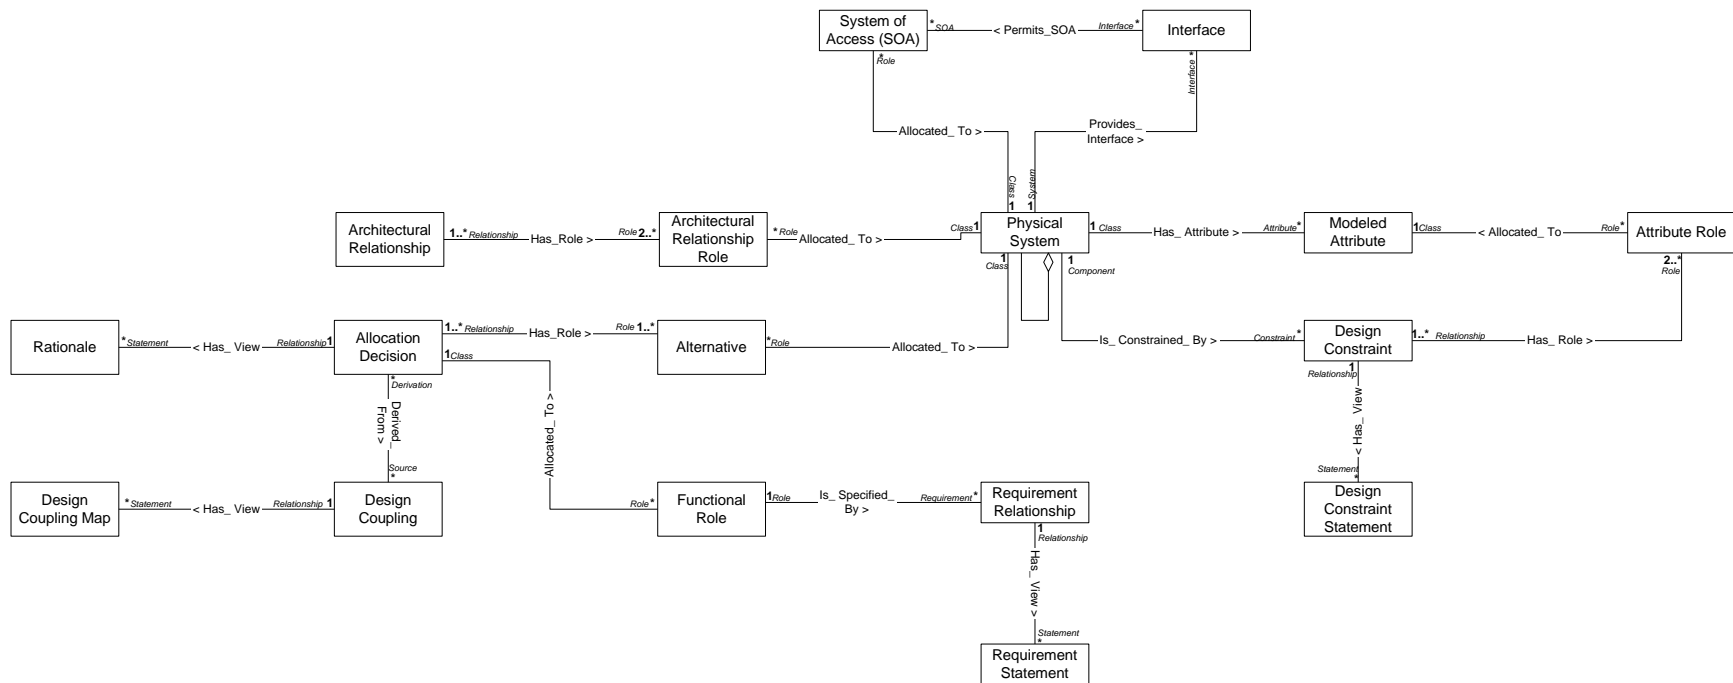 System of
Access (SOA)
* SOA
< Permits_SOA
Interface *
Interface
*
Role
Interface *
Allocated_ To >
Provides_
Interface >
Class
1
System
1
Architectural
Relationship
1..* Relationship
Has_Role >
Role 2..*
Architectural
Relationship
Role
* Role
Allocated_ To >
Class 1
Physical
System
1 Class
Has_ Attribute >
Attribute *
Modeled
Attribute
1 Class
< Allocated_ To
Role *
Attribute Role
1
Class
1
Component
2..*
Role
Rationale
* Statement
< Has_ View
Relationship 1
Allocation
Decision
1..* Relationship
Has_Role >
Role 1..*
Alternative
* Role
Allocated_ To >
Is_ Constrained_ By >
Constraint *
Design
Constraint
1..* Relationship
Has_ Role >
1 Class
*
Derivation
Derived_
From >
Allocated_ To <
1
Relationship
< Has_ View
Source
*
Statement
*
Design
Coupling Map
* Statement
< Has_ View
Relationship 1
Design
Coupling
Role *
Functional
Role
1 Role
Is_ Specified_
By >
Requirement *
Requirement
Relationship
Design
Constraint
Statement
1
Relationship
Has_ View >
Statement
*
Requirement
Statement